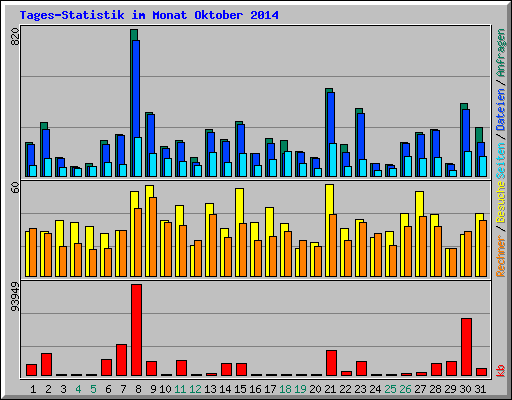 Tages-Statistik im Monat Oktober 2014
820
60
93949
Rechner / Besuche Seiten / Dateien / Anfragen
kb
1 2 3 4 5 6 7 8 9 10 11 12 13 14 15 16 17 18 19 20 21 22 23 24 25 26 27 28 29 30 31